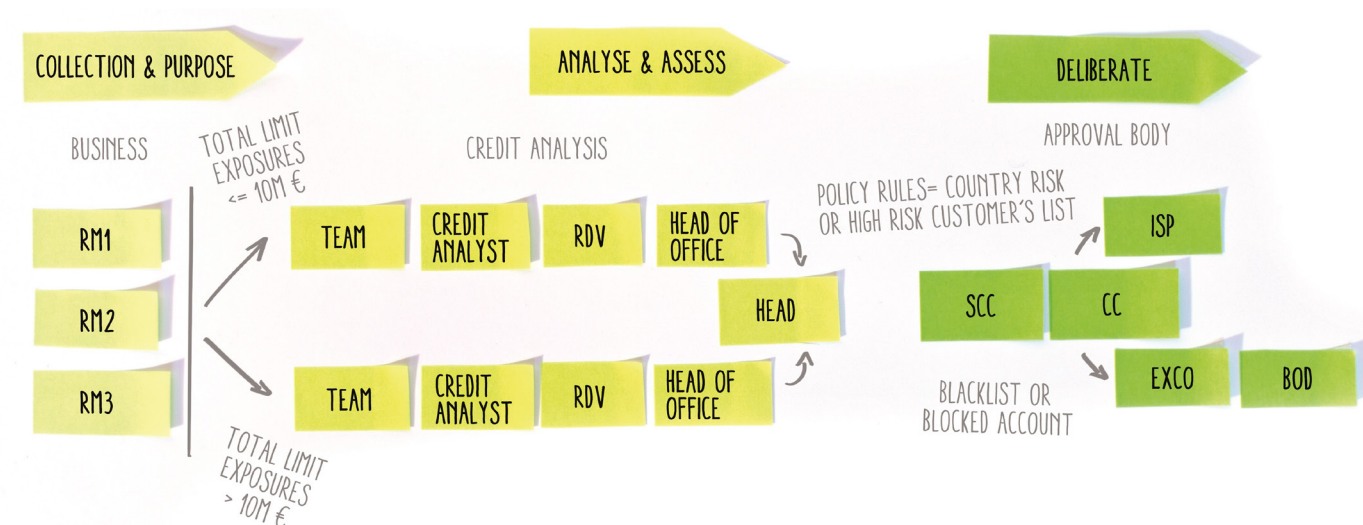 COLLECTION & PURPOSE
ANALYSE & ASSESS
DELIBERATE
BUSINESS
TOTAL LIMIT
EXPOSURES
<= 10M €
CREDIT ANALYSIS
APPROVAL BODY
POLICY RULES= COUNTRY RISK
OR HIGH RISK CUSTOMER'S LIST
RM1
RM2
RM3
TEAM
CREDIT
ANALYST
RDV
HEAD OF
OFFICE
HEAD
TEAM
CREDIT
ANALYST
RDV
HEAD OF
OFFICE
TOTAL LIMIT
EXPOSURES
> 10M €
ISP
SCC
CC
EXCO
BOD
BLACKLIST OR
BLOCKED ACCOUNT